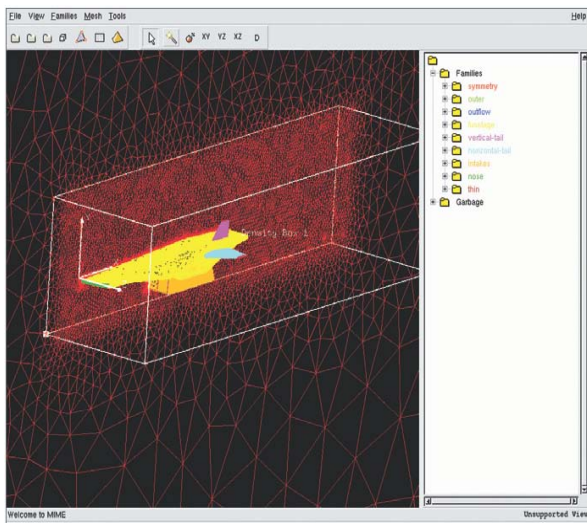 File View Families Mesh Tools Help
XY YZ XZ D
Families
symmetry
outer
outflow
fuselage
vertical-tail
horizontal-tail
intakes
nose
thin
Garbage
Density Box 1
Welcome to MIME Unsupported View